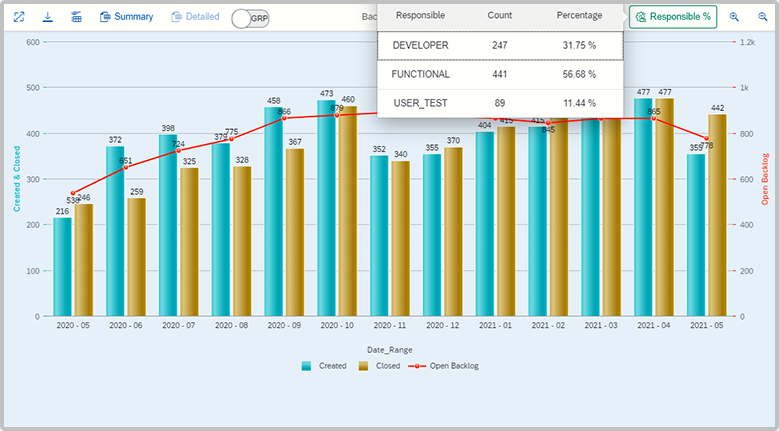 Summary Detailed GRP Bac Responsible %
Responsible Count Percentage
DEVELOPER 247 31.75 %
FUNCTIONAL 441 56.68 %
USER_TEST 89 11.44 %
Created & Closed
600
500
400
300
200
100
0
216 246 538
372 259 651
398 325 724
379 328 775
458 367 866
473 460 879
352 340
355 370
404 415
415 845
477 477 865
355 442 778
1.2k
1k
800
600
400
200
0
Open Backlog
2020 - 05 2020 - 06 2020 - 07 2020 - 08 2020 - 09 2020 - 10 2020 - 11 2020 - 12 2021 - 01 2021 - 02 2021 - 03 2021 - 04 2021 - 05
Date_Range
Created Closed Open Backlog